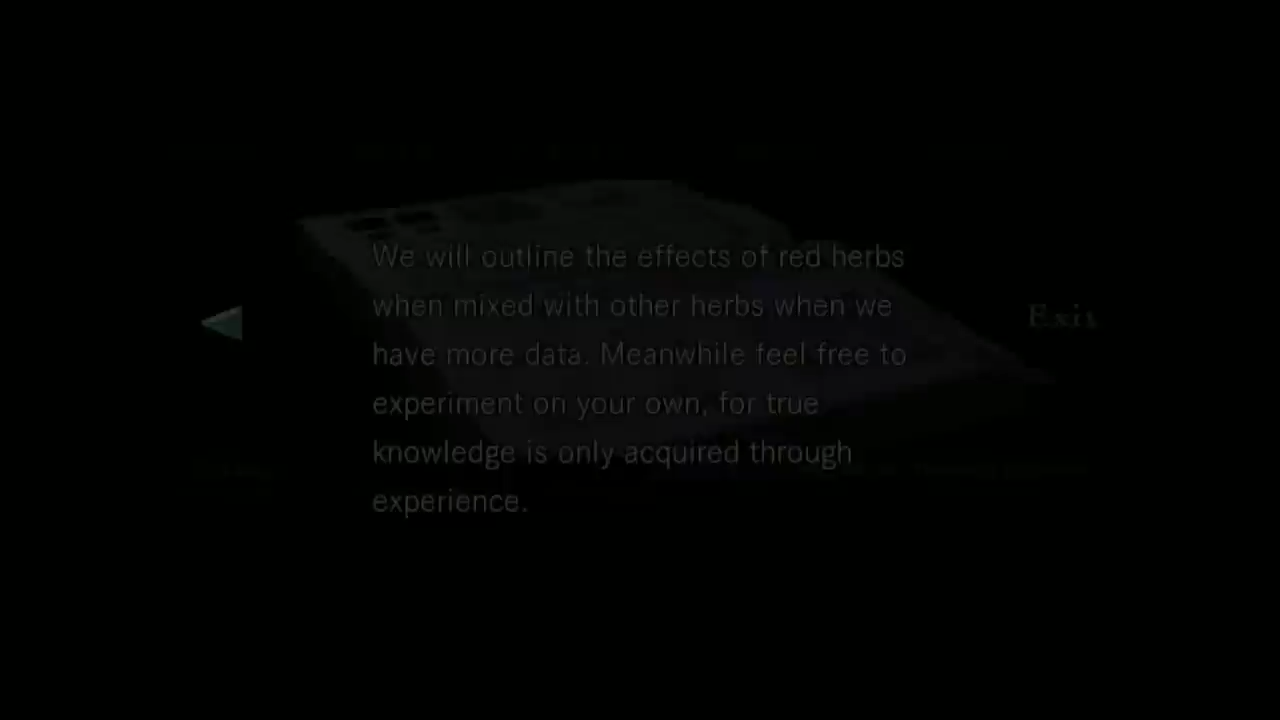 We will outline the effects of red herbs
when mixed with other herbs when we
have more data. Meanwhile feel free to
experiment on your own, for true
knowledge is only acquired through
experience.
Exit